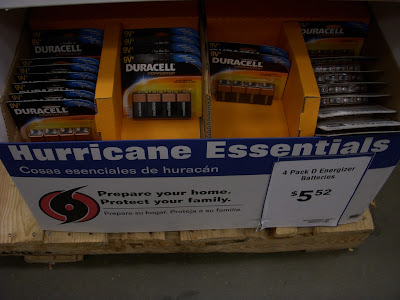 DURACELL
DURACELL
DURACELL
DURACELL
DURACELL
DURACELL
9V
9V
Hurricane Essentials
Cosas esenciales de huracán
Prepare your home.
Protect your family.
Prepare su hogar. Proteja a su familia.
4 Pack D Energizer
Batteries
$5.52